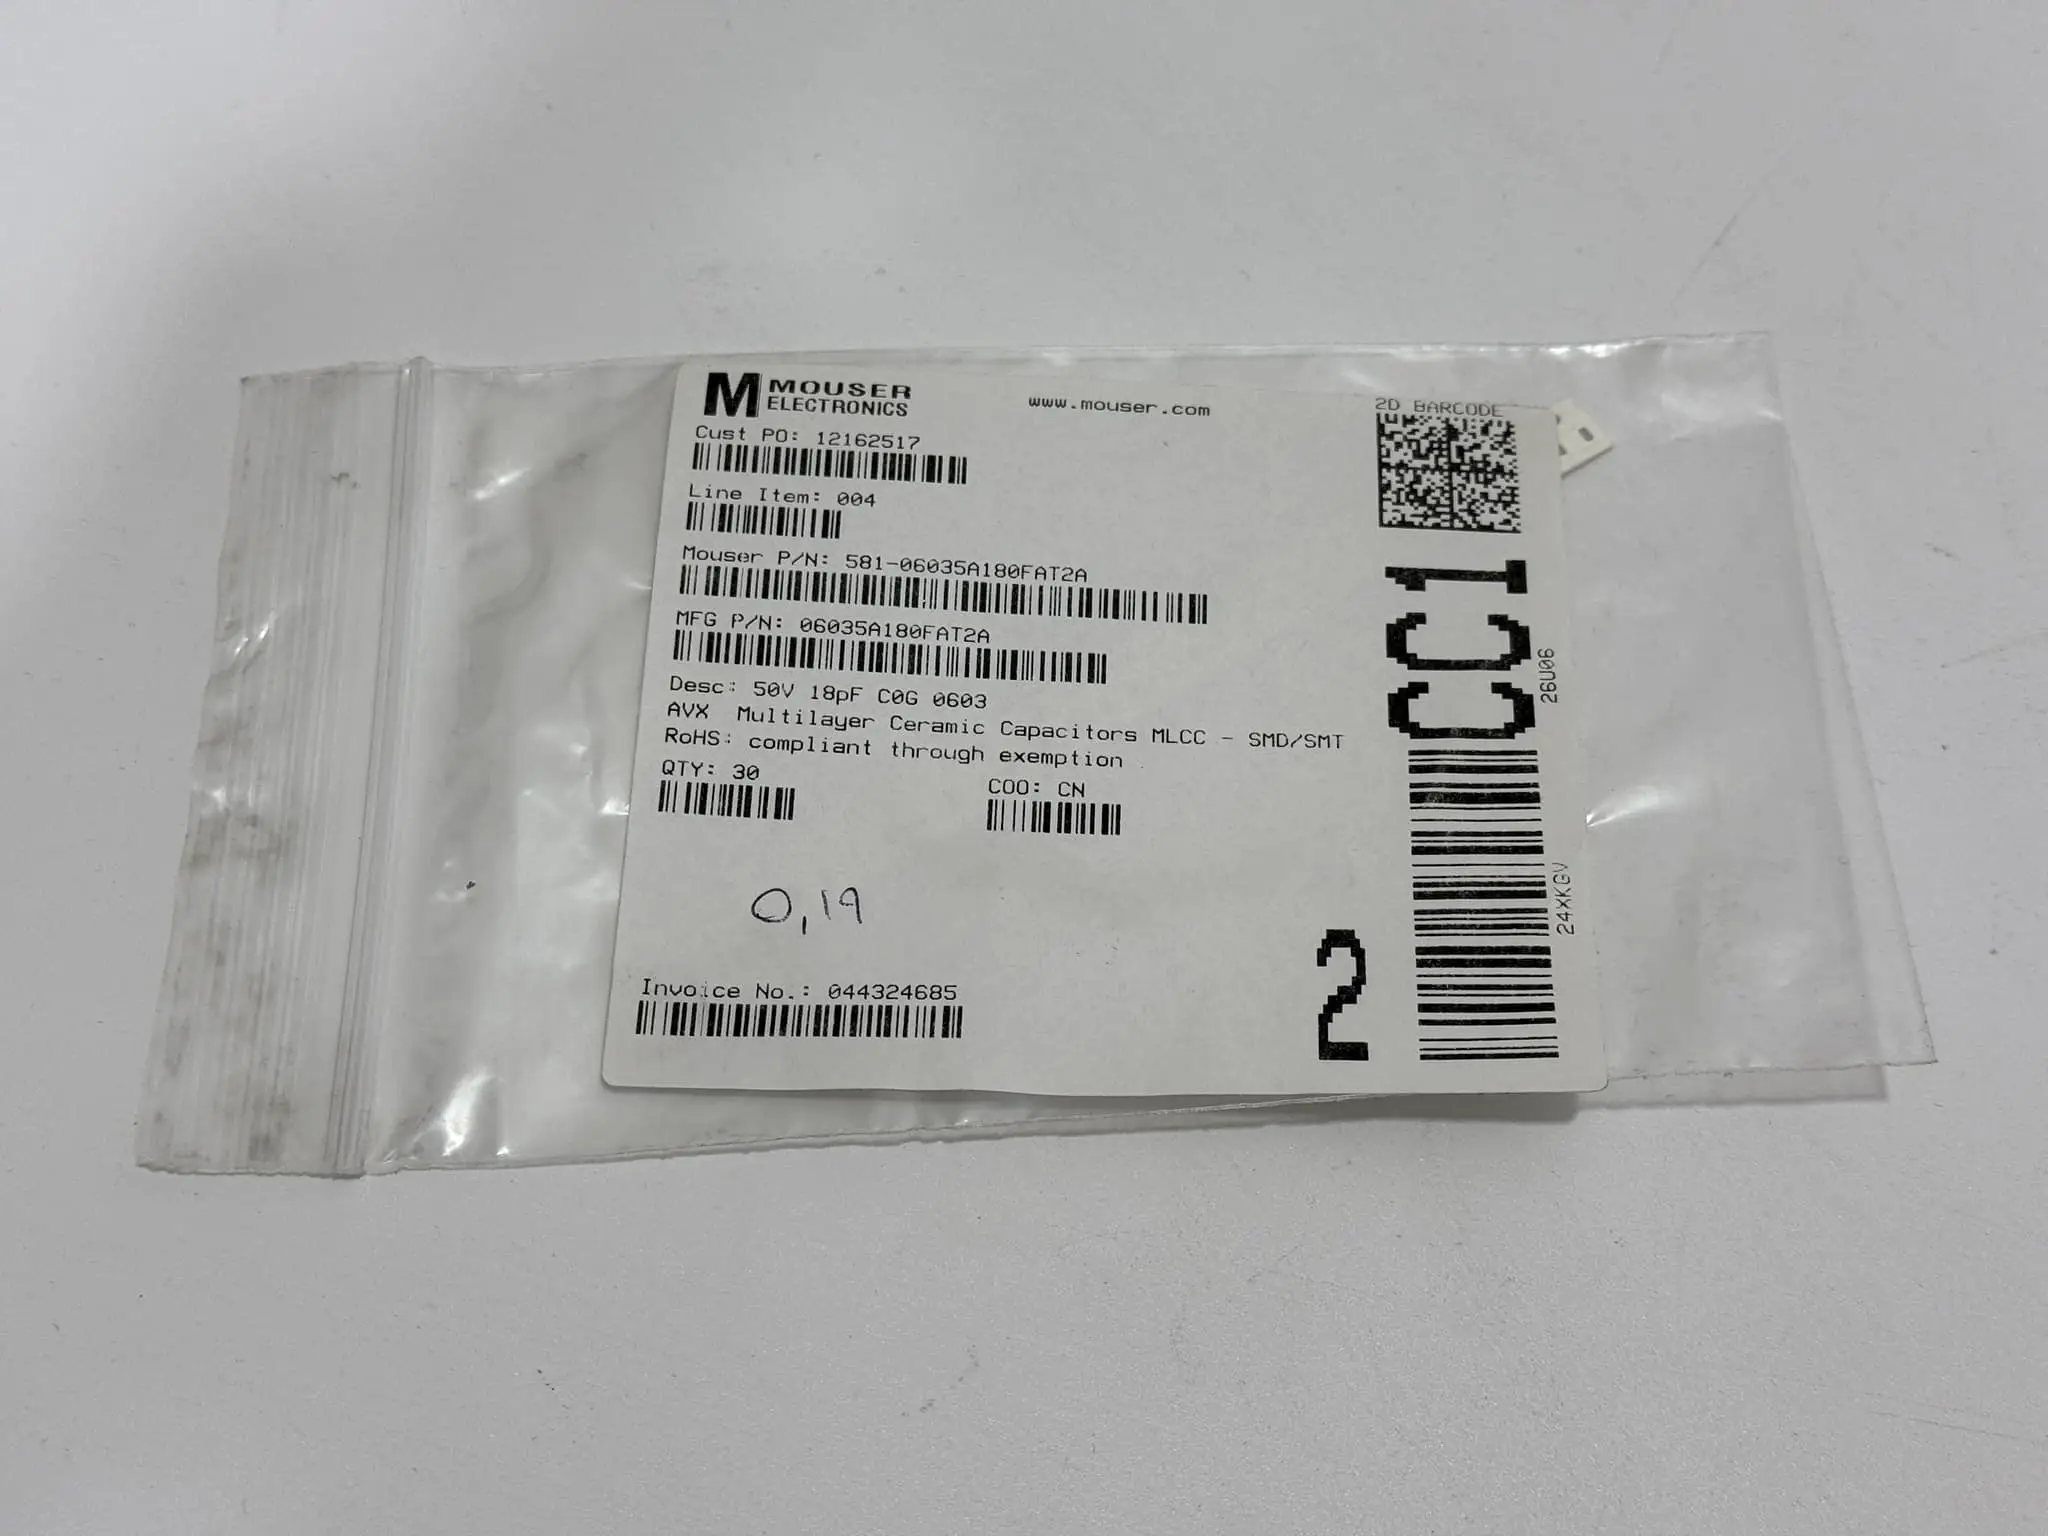 M MOUSER
ELECTRONICS
www.mouser.com
2D BARCODE
Cust PO: 12162517
Line Item: 004
Mouser P/N: 581-06035A180FAT2A
MFG P/N: 06035A180FAT2A
Desc: 50V 18pF C0G 0603
AVX Multilayer Ceramic Capacitors MLCC - SMD/SMT
RoHS: compliant through exemption
QTY: 30
COO: CN
0,19
Invoice No.: 044324685
2
CC1
26U06
24XKGV